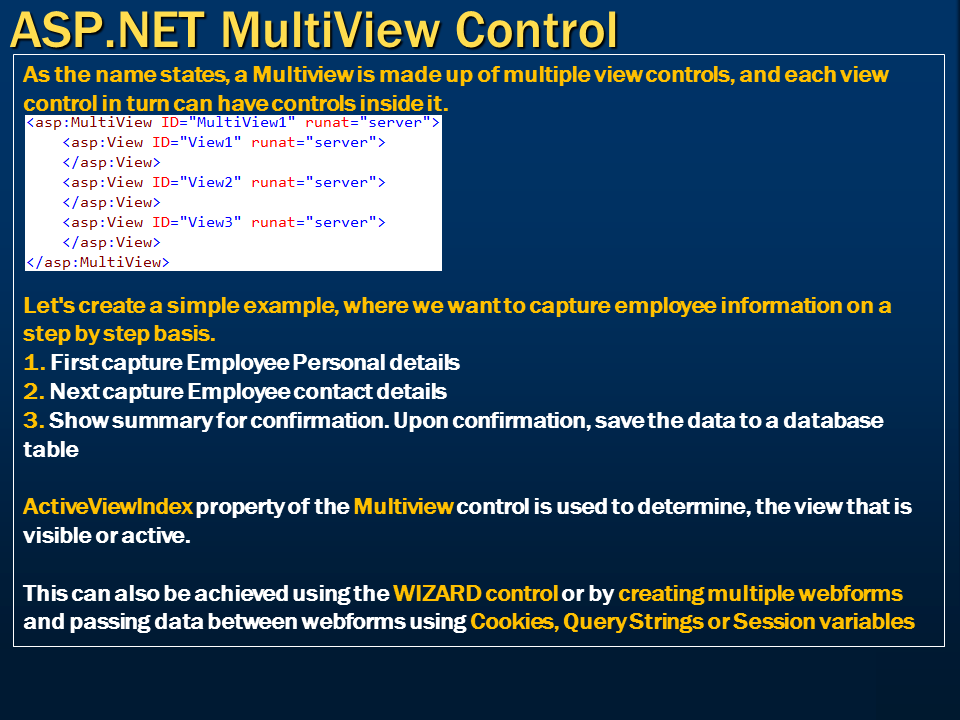 ASP.NET MultiView Control
As the name states, a Multiview is made up of multiple view controls, and each view
control in turn can have controls inside it.
<asp:MultiView ID="MultiView1" runat="server">
    <asp:View ID="View1" runat="server">
    </asp:View>
    <asp:View ID="View2" runat="server">
    </asp:View>
    <asp:View ID="View3" runat="server">
    </asp:View>
</asp:MultiView>
Let's create a simple example, where we want to capture employee information on a
step by step basis.
1. First capture Employee Personal details
2. Next capture Employee contact details
3. Show summary for confirmation. Upon confirmation, save the data to a database
table
ActiveViewIndex property of the Multiview control is used to determine, the view that is
visible or active.
This can also be achieved using the WIZARD control or by creating multiple webforms
and passing data between webforms using Cookies, Query Strings or Session variables